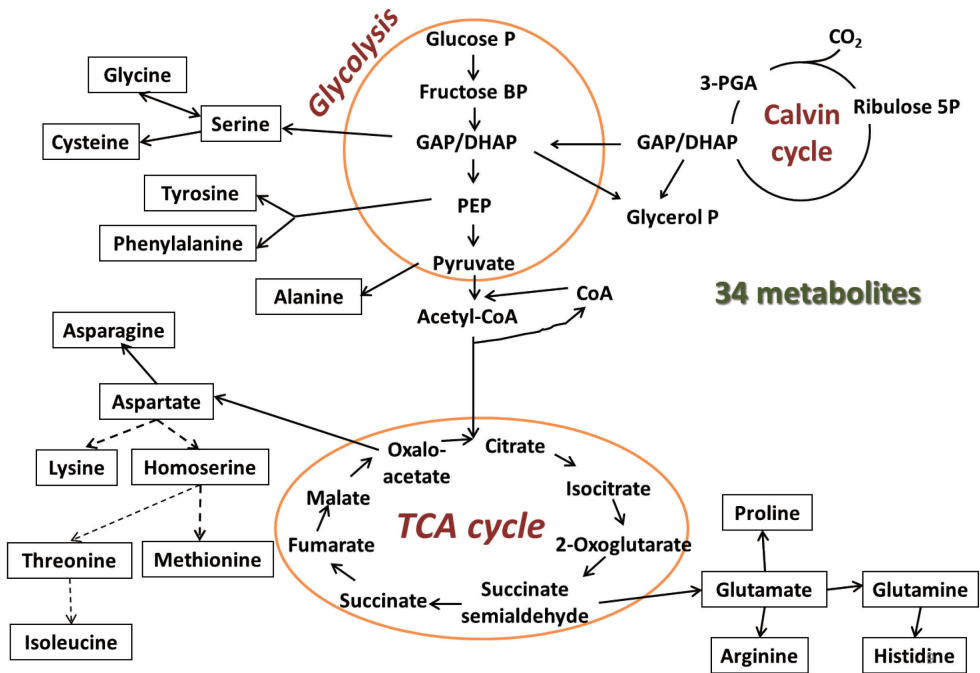 Glucose P
CO2
Glycolysis
Glycine
Fructose BP
3-PGA
Ribulose 5P
Serine
Cysteine
GAP/DHAP
GAP/DHAP
Calvin
cycle
Tyrosine
PEP
Glycerol P
Phenylalanine
Pyruvate
Alanine
CoA
34 metabolites
Acetyl-CoA
Asparagine
Aspartate
Oxalo-
acetate
Citrate
Lysine
Homoserine
Malate
Isocitrate
TCA cycle
Proline
Fumarate
2-Oxoglutarate
Threonine
Methionine
Succinate
Succinate
semialdehyde
Glutamate
Glutamine
Isoleucine
Arginine
Histidine